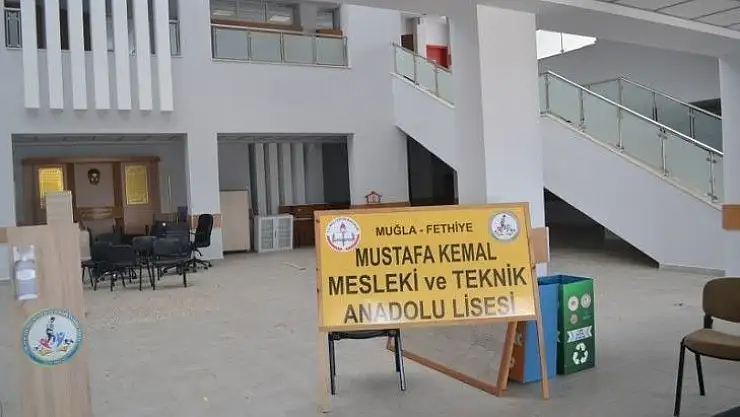 MUĞLA - FETHİYE
MUSTAFA KEMAL
MESLEKİ ve TEKNİK
ANADOLU LİSESİ